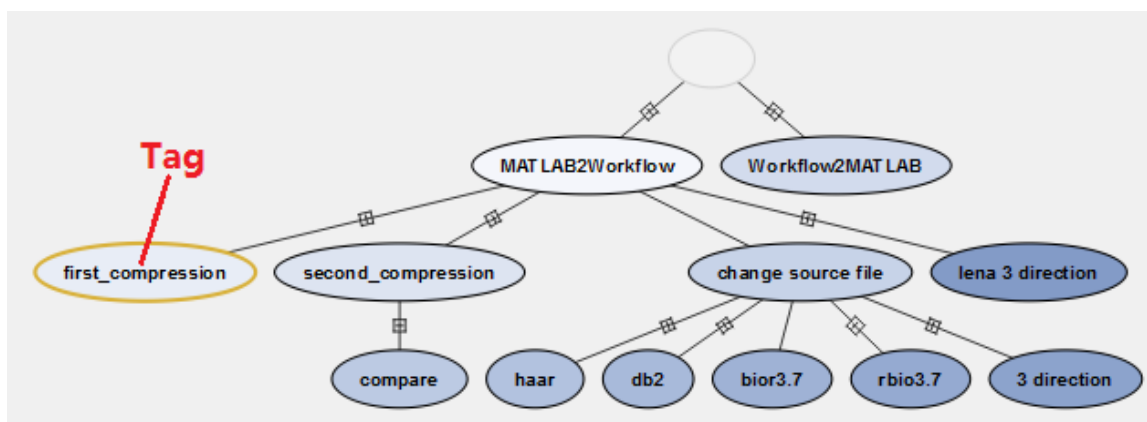 Tag
MATLAB2Workflow
Workflow2MATLAB
first_compression
second_compression
change source file
lena 3 direction
compare
haar
db2
bior3.7
rbio3.7
3 direction